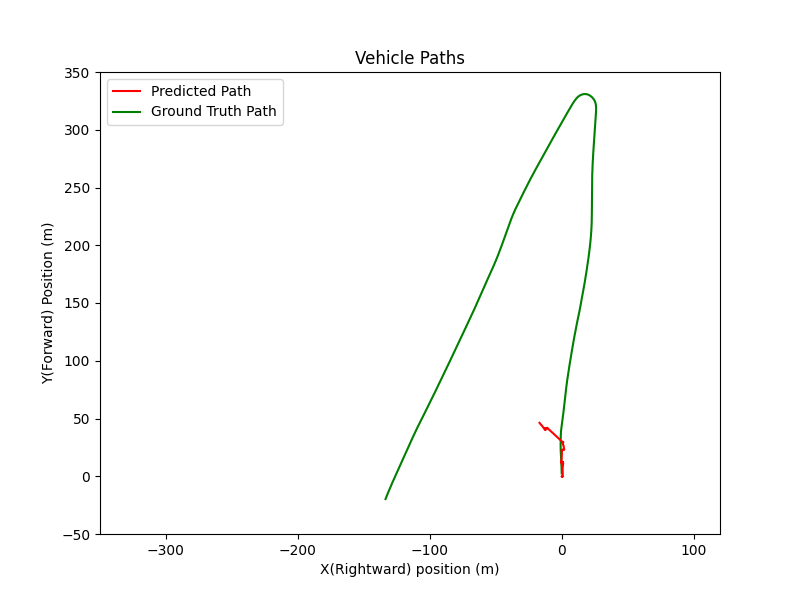 Vehicle Paths
Predicted Path
Ground Truth Path
350
300
250
200
150
100
50
0
−50
Y(Forward) Position (m)
−300
−200
−100
0
100
X(Rightward) position (m)